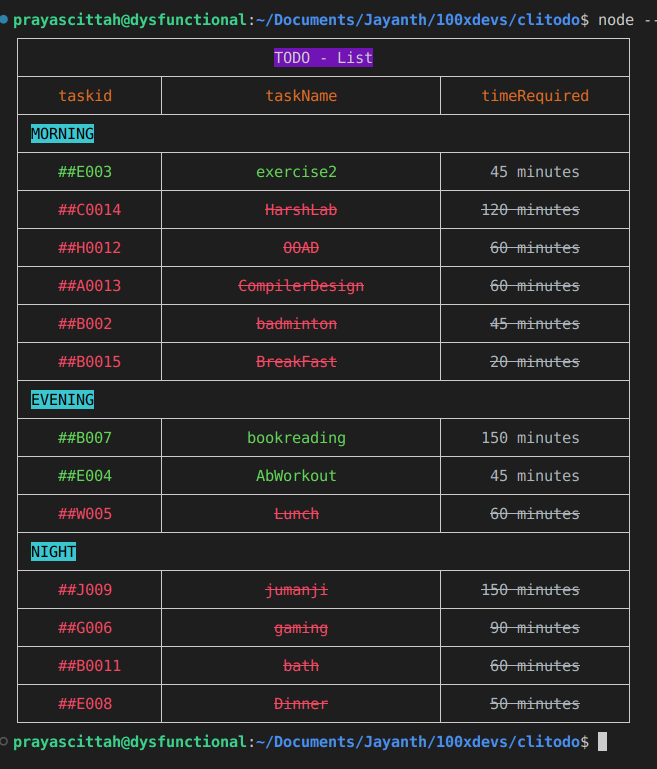 prayascittah@dysfunctional:~/Documents/Jayanth/100xdevs/clitodo$ node --
TODO - List
taskid taskName timeRequired
MORNING
##E003 exercise2 45 minutes
##C0014 HarshLab 120 minutes
##H0012 OOAD 60 minutes
##A0013 CompilerDesign 60 minutes
##B002 badminton 45 minutes
##B0015 BreakFast 20 minutes
EVENING
##B007 bookreading 150 minutes
##E004 AbWorkout 45 minutes
##W005 Lunch 60 minutes
NIGHT
##J009 jumanji 150 minutes
##G006 gaming 90 minutes
##B0011 bath 60 minutes
##E008 Dinner 50 minutes
prayascittah@dysfunctional:~/Documents/Jayanth/100xdevs/clitodo$